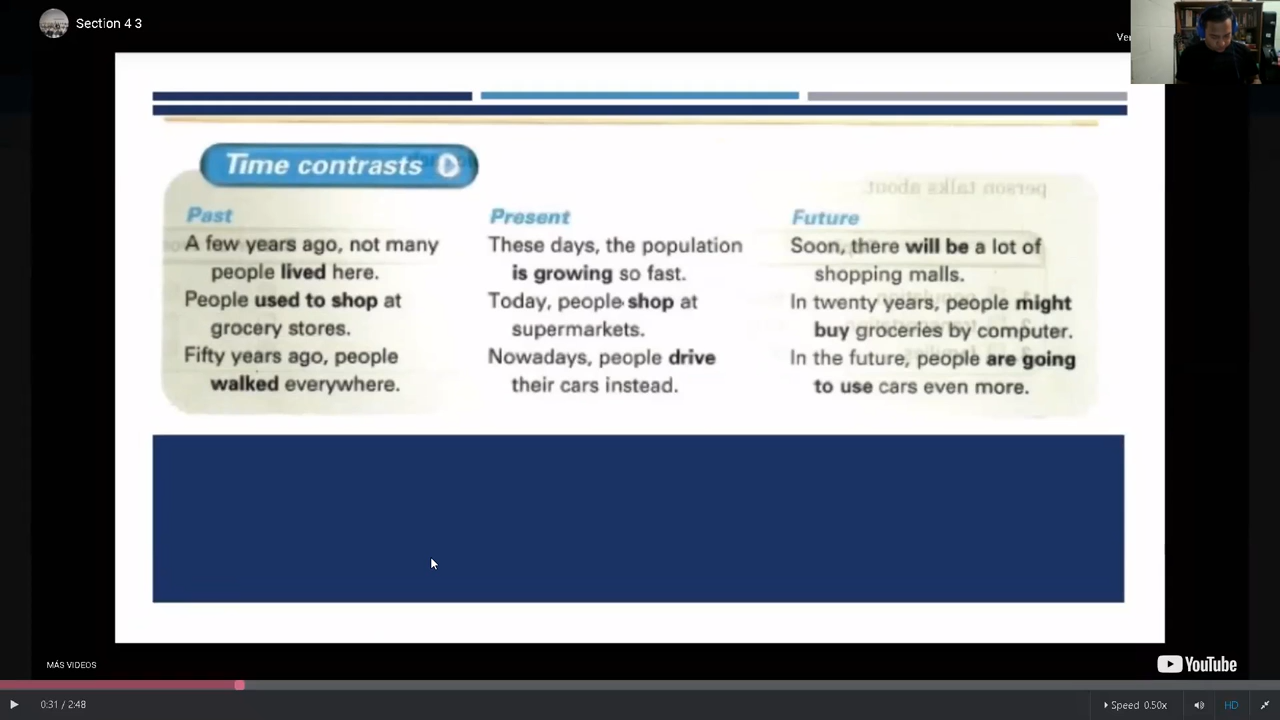 Section 4 3
Time contrasts
Past
A few years ago, not many
people lived here.
People used to shop at
grocery stores.
Fifty years ago, people
walked everywhere.
Present
These days, the population
is growing so fast.
Today, people shop at
supermarkets.
Nowadays, people drive
their cars instead.
person talks about.
Future
Soon, there will be a lot of
shopping malls.
In twenty years, people might
buy groceries by computer.
In the future, people are going
to use cars even more.
MÁS VIDEOS
YouTube
0:31 / 2:48
Speed 0.50x
HD